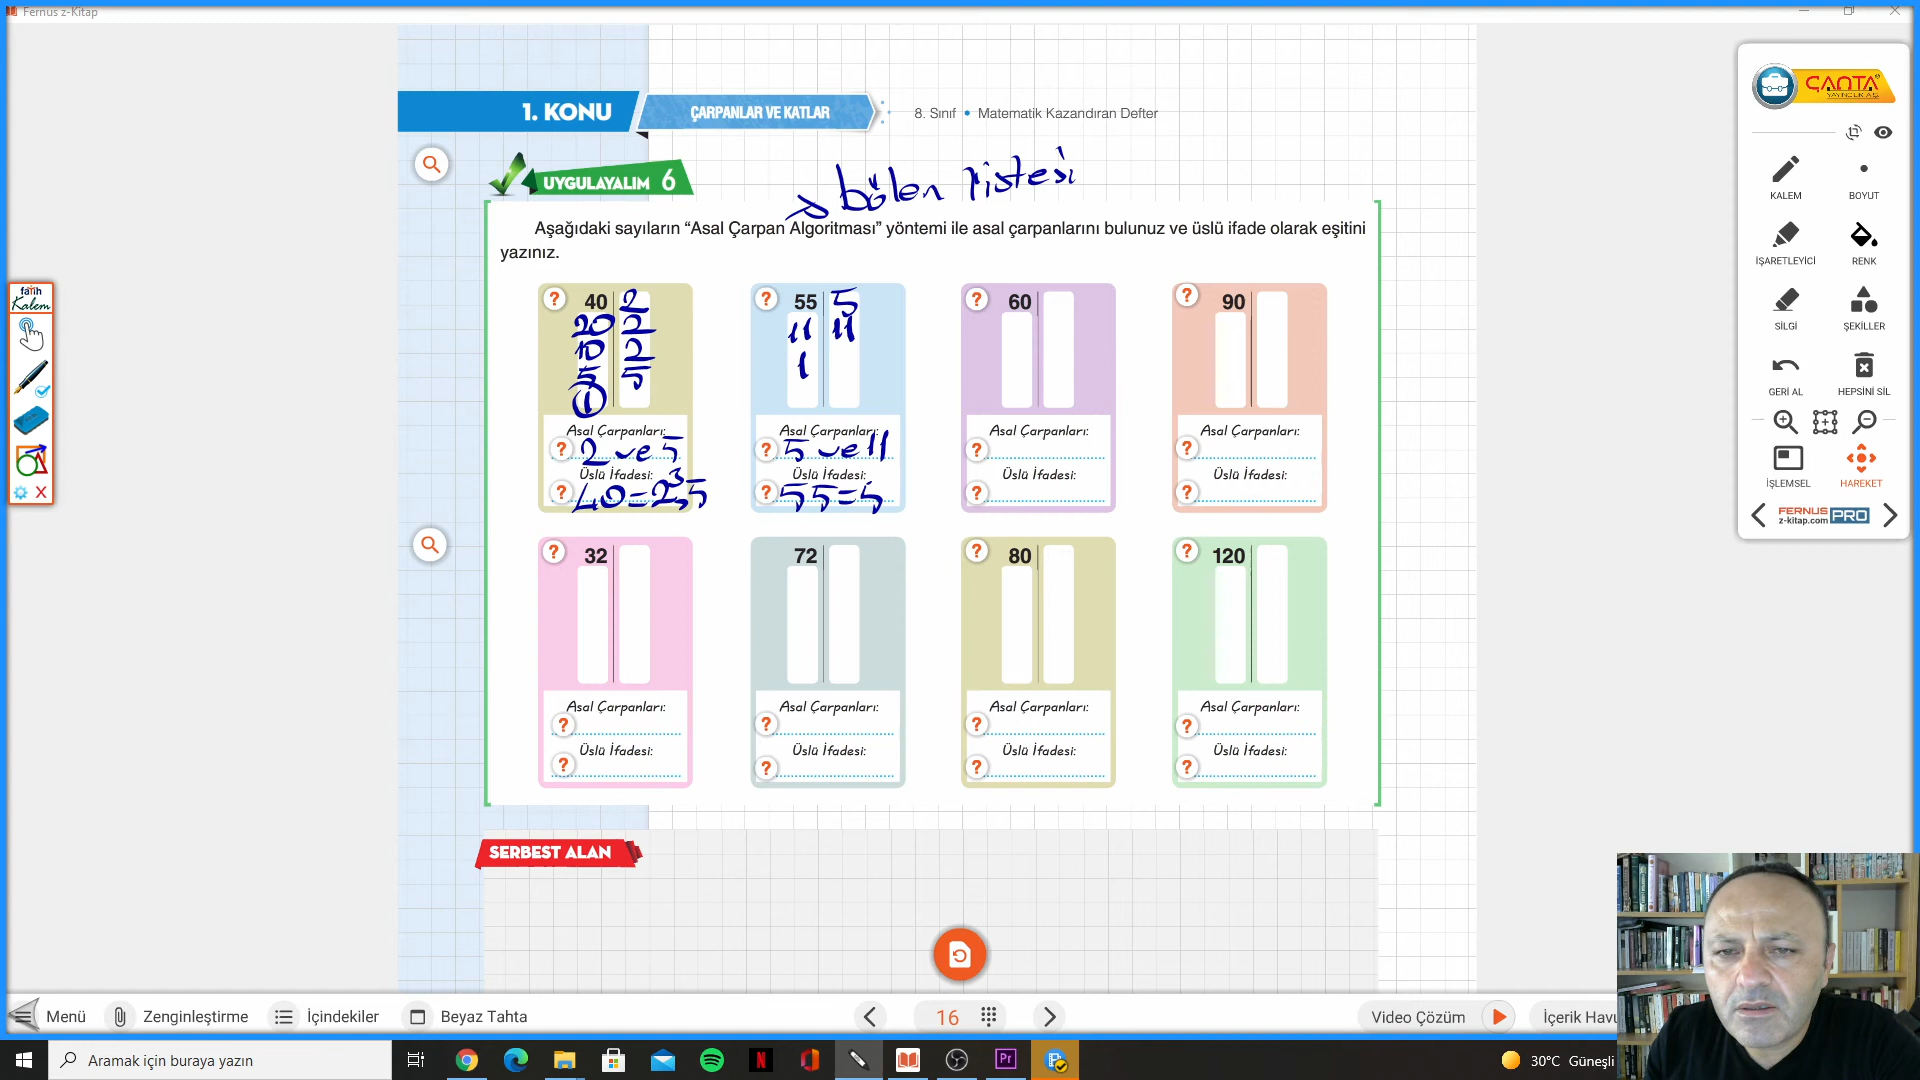 Fernus z-Kitap
1. KONU
ÇARPANLAR VE KATLAR
8. Sınıf • Matematik Kazandıran Defter
UYGULAYALIM 6
bölen listesi
Aşağıdaki sayıların “Asal Çarpan Algoritması” yöntemi ile asal çarpanlarını bulunuz ve üslü ifade olarak eşitini
yazınız.
? 40 2
20 2
10 2
5 5
1
Asal Çarpanları:
? 2 ve 5
Üslü İfadesi:
? 40=2³.5
? 55 5
11 11
1
Asal Çarpanları:
? 5 ve 11
Üslü İfadesi:
? 55=5
? 60
Asal Çarpanları:
?
Üslü İfadesi:
?
? 90
Asal Çarpanları:
?
Üslü İfadesi:
?
? 32
Asal Çarpanları:
?
Üslü İfadesi:
?
72
Asal Çarpanları:
?
Üslü İfadesi:
?
? 80
Asal Çarpanları:
?
Üslü İfadesi:
?
? 120
Asal Çarpanları:
?
Üslü İfadesi:
?
SERBEST ALAN
fatih
Kalem
ÇANTA
YAYINCILIK A.Ş.
KALEM BOYUT
İŞARETLEYİCİ RENK
SİLGİ ŞEKİLLER
GERİ AL HEPSİNİ SİL
İŞLEMSEL HAREKET
FERNUS
z-kitap.com PRO
Menü Zenginleştirme İçindekiler Beyaz Tahta 16 Video Çözüm İçerik Havu
Aramak için buraya yazın N Pr 30°C Güneşli